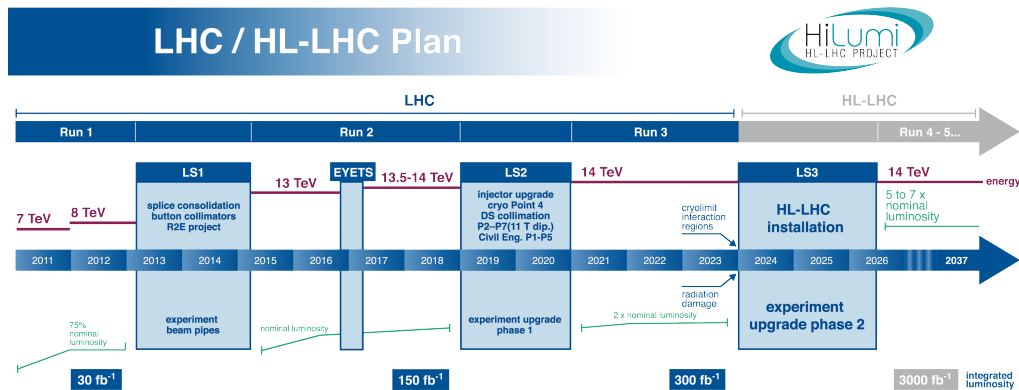 LHC / HL-LHC Plan
HiLumi
HL-LHC PROJECT
LHC
HL-LHC
Run 1
Run 2
Run 3
Run 4 - 5...
LS1
EYETS
LS2
LS3
7 TeV
8 TeV
13 TeV
13.5-14 TeV
14 TeV
14 TeV
energy
splice consolidation
button collimators
R2E project
injector upgrade
cryo Point 4
DS collimation
P2–P7(11 T dip.)
Civil Eng. P1-P5
cryolimit
interaction
regions
HL-LHC
installation
5 to 7 x
nominal
luminosity
2011
2012
2013
2014
2015
2016
2017
2018
2019
2020
2021
2022
2023
2024
2025
2026
2037
radiation
damage
75%
nominal
luminosity
experiment
beam pipes
nominal luminosity
experiment upgrade
phase 1
2 x nominal luminosity
experiment
upgrade phase 2
30 fb-1
150 fb-1
300 fb-1
3000 fb-1
integrated
luminosity